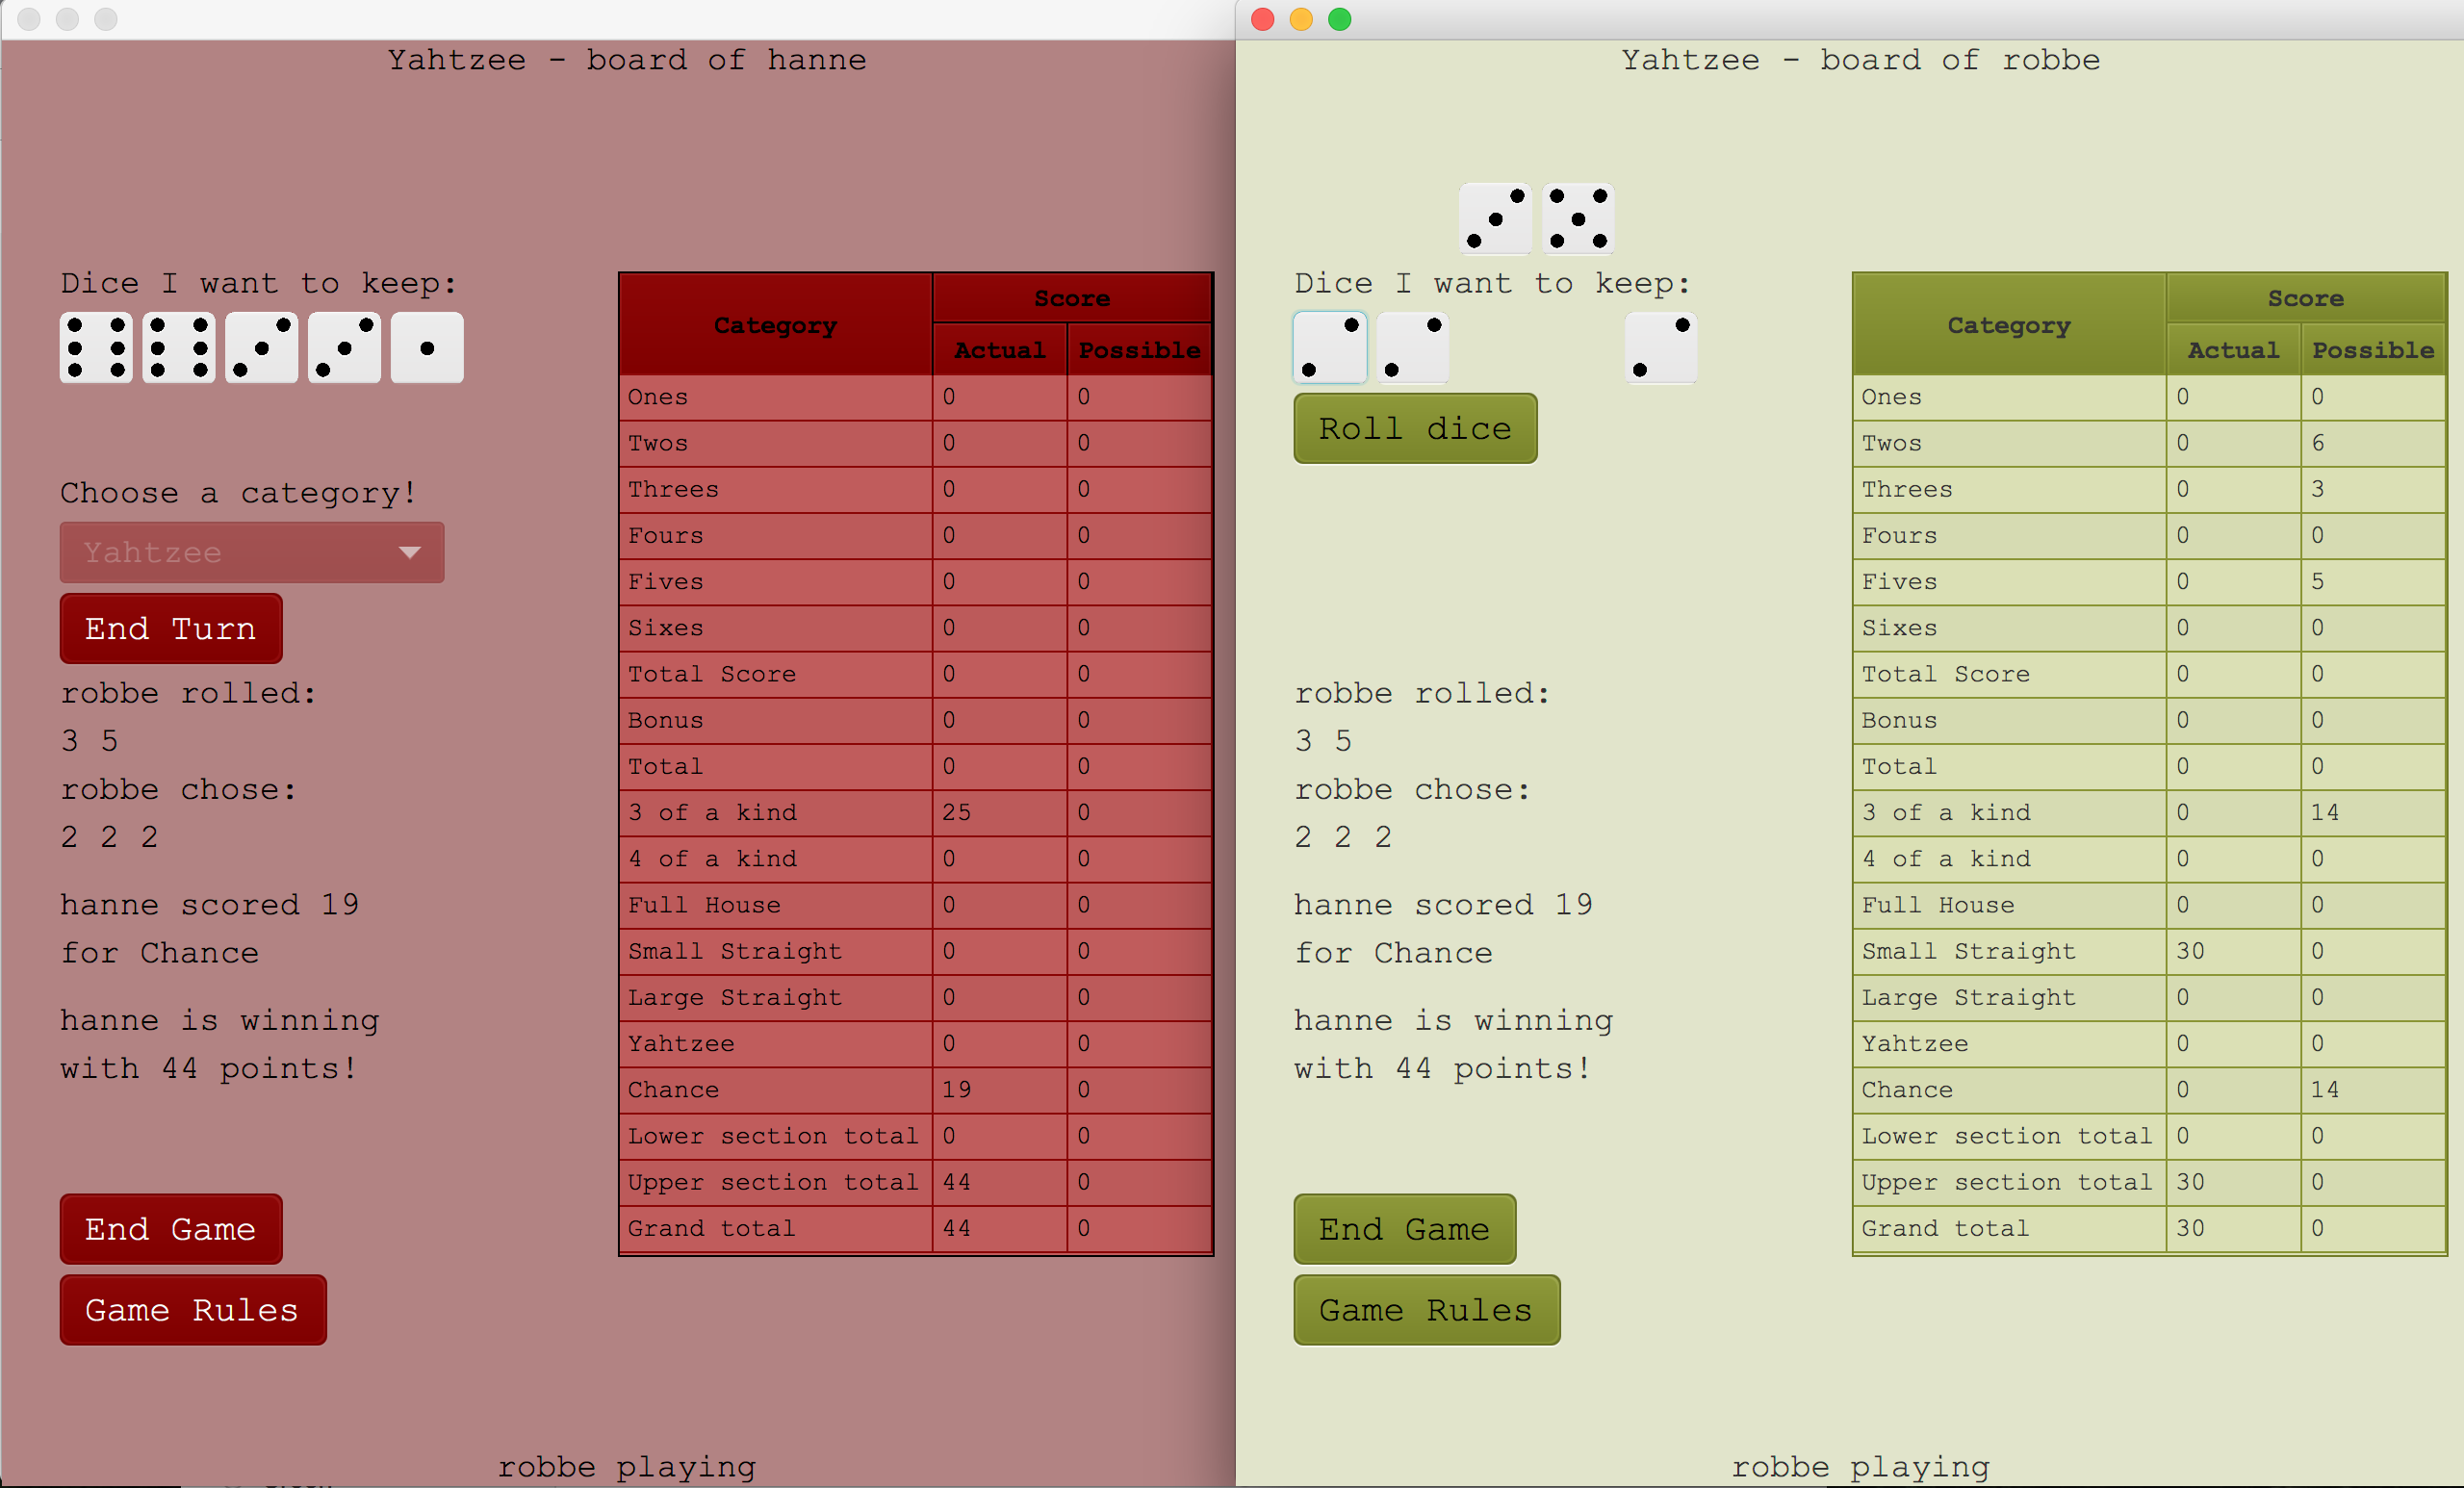 Yahtzee - board of hanne
Dice I want to keep:
Choose a category!
Yahtzee
End Turn
robbe rolled:
3 5
robbe chose:
2 2 2
hanne scored 19
for Chance
hanne is winning
with 44 points!
End Game
Game Rules
Category Score
Actual Possible
Ones 0 0
Twos 0 0
Threes 0 0
Fours 0 0
Fives 0 0
Sixes 0 0
Total Score 0 0
Bonus 0 0
Total 0 0
3 of a kind 25 0
4 of a kind 0 0
Full House 0 0
Small Straight 0 0
Large Straight 0 0
Yahtzee 0 0
Chance 19 0
Lower section total 0 0
Upper section total 44 0
Grand total 44 0
robbe playing
Yahtzee - board of robbe
Dice I want to keep:
Roll dice
robbe rolled:
3 5
robbe chose:
2 2 2
hanne scored 19
for Chance
hanne is winning
with 44 points!
End Game
Game Rules
Category Score
Actual Possible
Ones 0 0
Twos 0 6
Threes 0 3
Fours 0 0
Fives 0 5
Sixes 0 0
Total Score 0 0
Bonus 0 0
Total 0 0
3 of a kind 0 14
4 of a kind 0 0
Full House 0 0
Small Straight 30 0
Large Straight 0 0
Yahtzee 0 0
Chance 0 14
Lower section total 0 0
Upper section total 30 0
Grand total 30 0
robbe playing